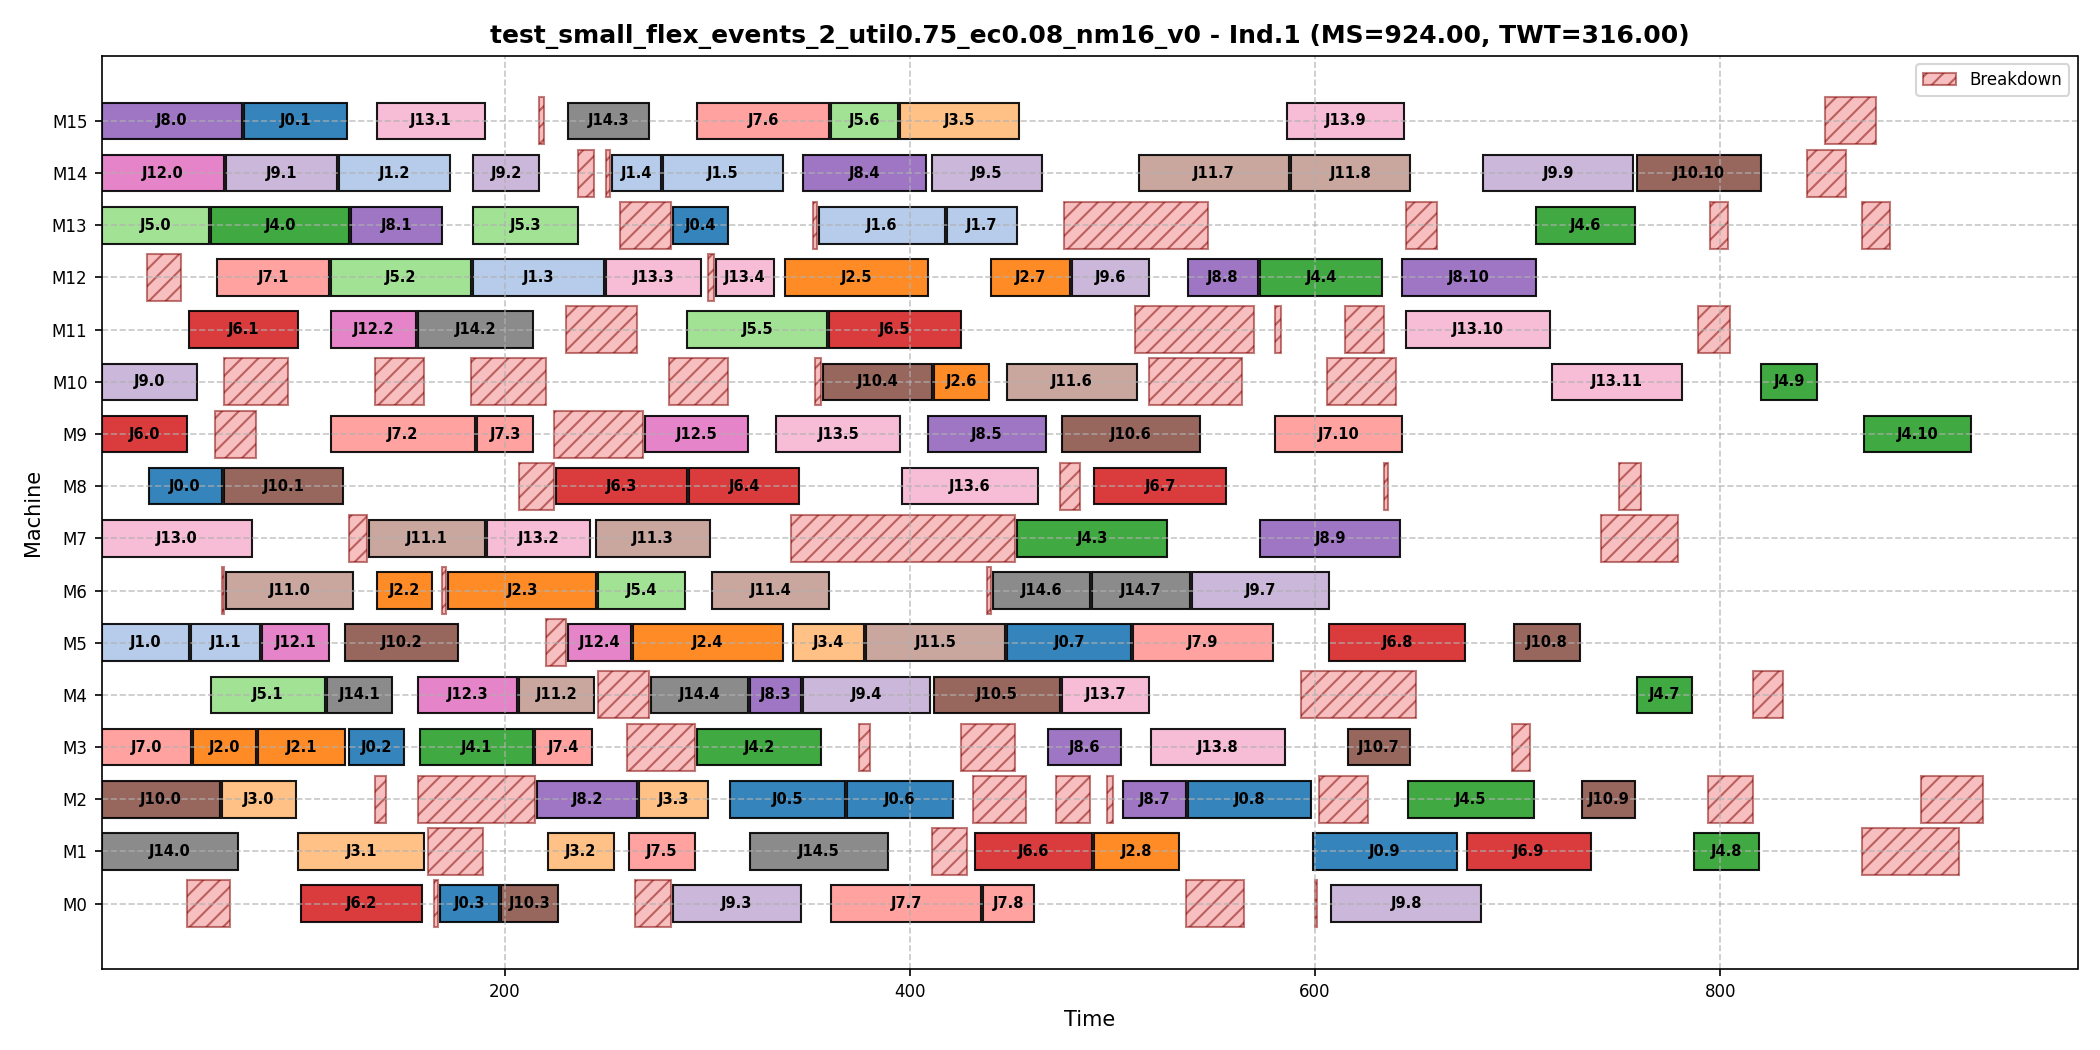 test_small_flex_events_2_util0.75_ec0.08_nm16_v0 - Ind.1 (MS=924.00, TWT=316.00)
Breakdown
M15 J8.0 J0.1 J13.1 J14.3 J7.6 J5.6 J3.5 J13.9
M14 J12.0 J9.1 J1.2 J9.2 J1.4 J1.5 J8.4 J9.5 J11.7 J11.8 J9.9 J10.10
M13 J5.0 J4.0 J8.1 J5.3 J0.4 J1.6 J1.7 J4.6
M12 J7.1 J5.2 J1.3 J13.3 J13.4 J2.5 J2.7 J9.6 J8.8 J4.4 J8.10
M11 J6.1 J12.2 J14.2 J5.5 J6.5 J13.10
M10 J9.0 J10.4 J2.6 J11.6 J13.11 J4.9
M9 J6.0 J7.2 J7.3 J12.5 J13.5 J8.5 J10.6 J7.10 J4.10
M8 J0.0 J10.1 J6.3 J6.4 J13.6 J6.7
M7 J13.0 J11.1 J13.2 J11.3 J4.3 J8.9
M6 J11.0 J2.2 J2.3 J5.4 J11.4 J14.6 J14.7 J9.7
M5 J1.0 J1.1 J12.1 J10.2 J12.4 J2.4 J3.4 J11.5 J0.7 J7.9 J6.8 J10.8
M4 J5.1 J14.1 J12.3 J11.2 J14.4 J8.3 J9.4 J10.5 J13.7 J4.7
M3 J7.0 J2.0 J2.1 J0.2 J4.1 J7.4 J4.2 J8.6 J13.8 J10.7
M2 J10.0 J3.0 J8.2 J3.3 J0.5 J0.6 J8.7 J0.8 J4.5 J10.9
M1 J14.0 J3.1 J3.2 J7.5 J14.5 J6.6 J2.8 J0.9 J6.9 J4.8
M0 J6.2 J0.3 J10.3 J9.3 J7.7 J7.8 J9.8
200 400 600 800
Time
Machine